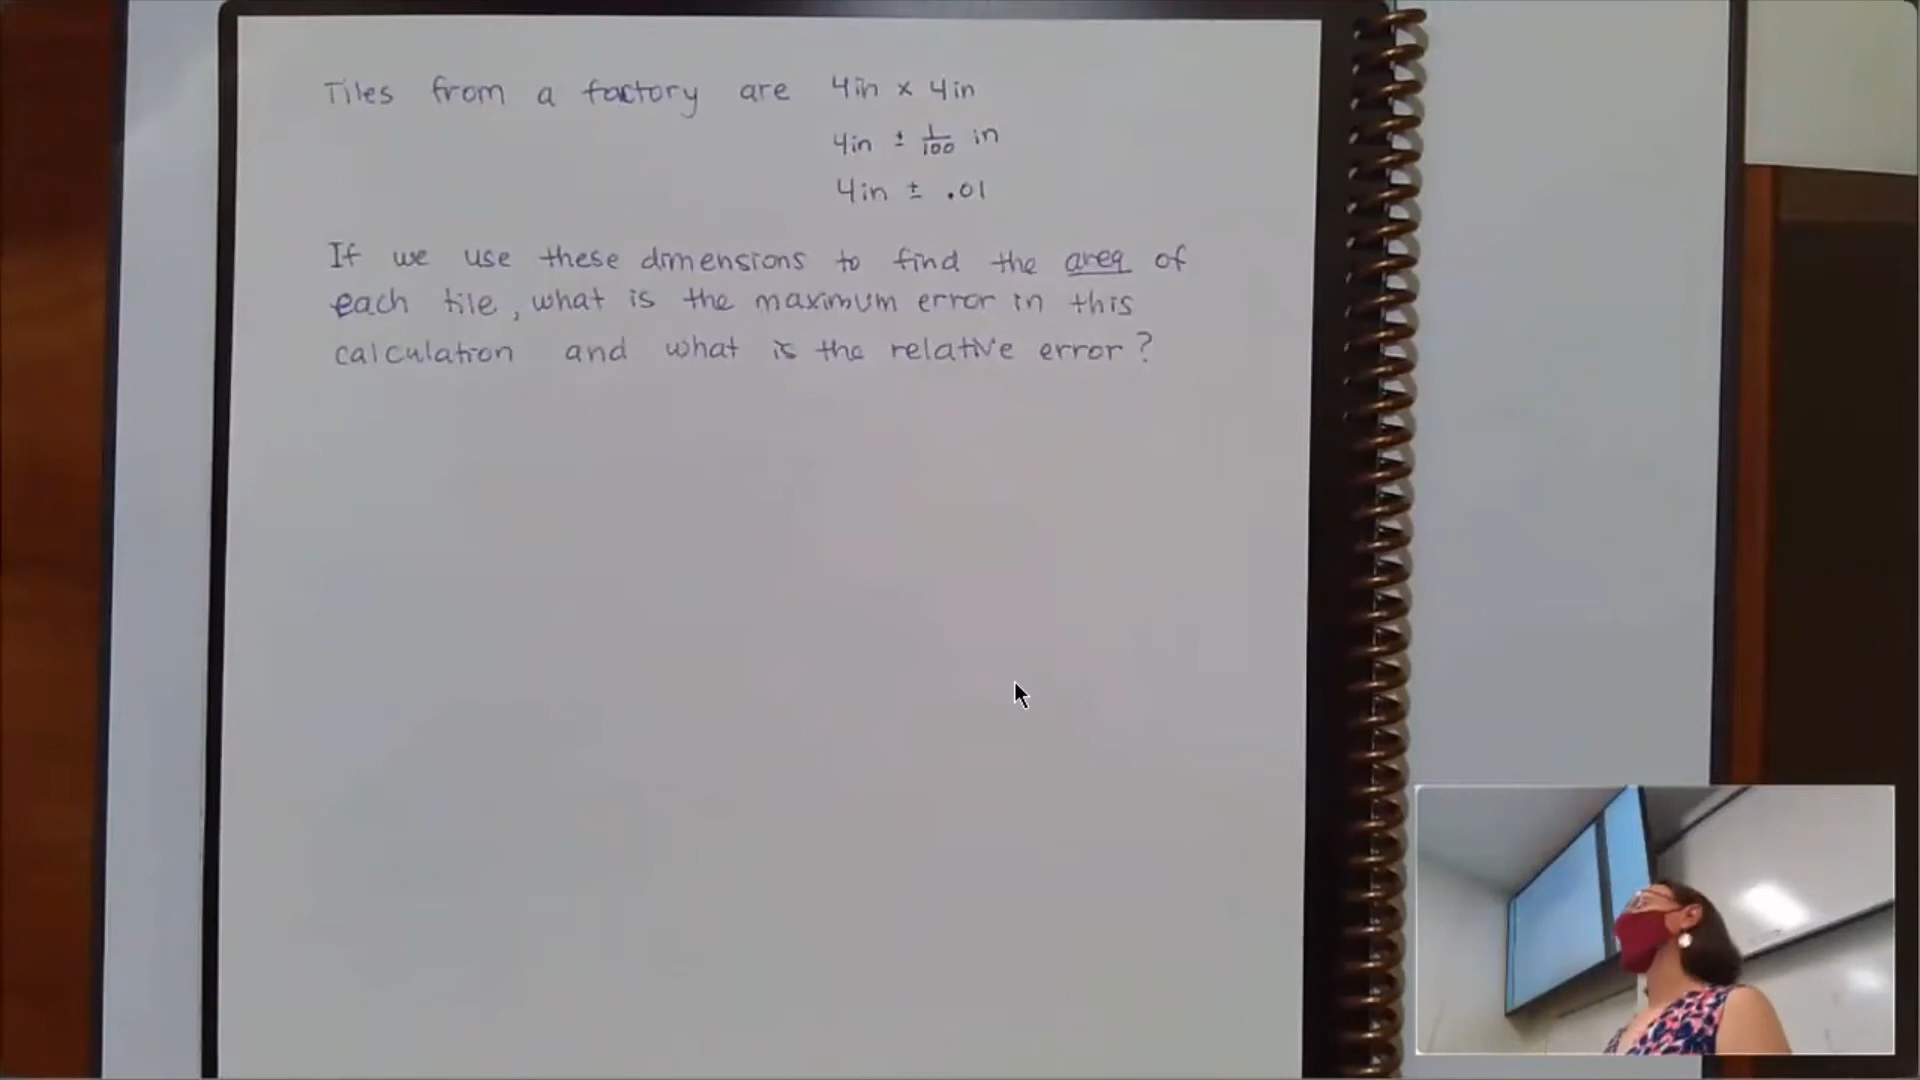 Tiles from a factory are 4in x 4in
4in ± 1/100 in
4in ± .01
If we use these dimensions to find the area of
each tile, what is the maximum error in this
calculation and what is the relative error?